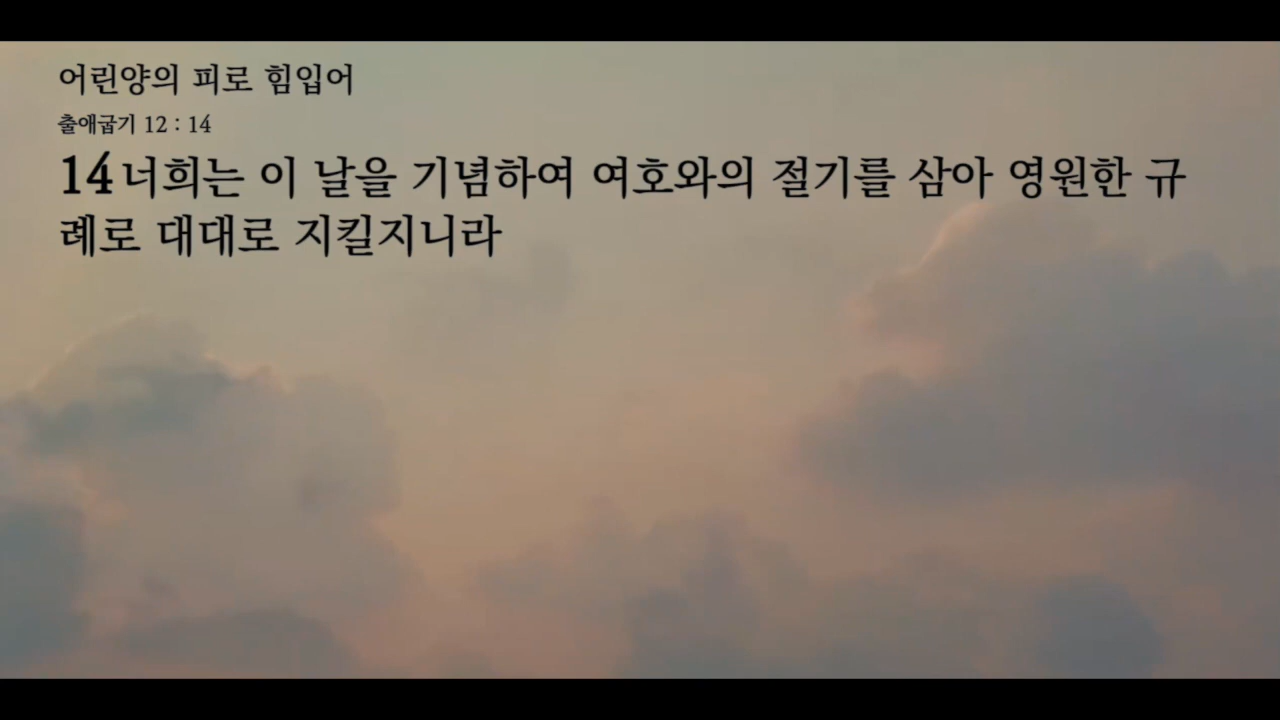 어린양의 피로 힘입어
출애굽기 12 : 14
14 너희는 이 날을 기념하여 여호와의 절기를 삼아 영원한 규
례로 대대로 지킬지니라